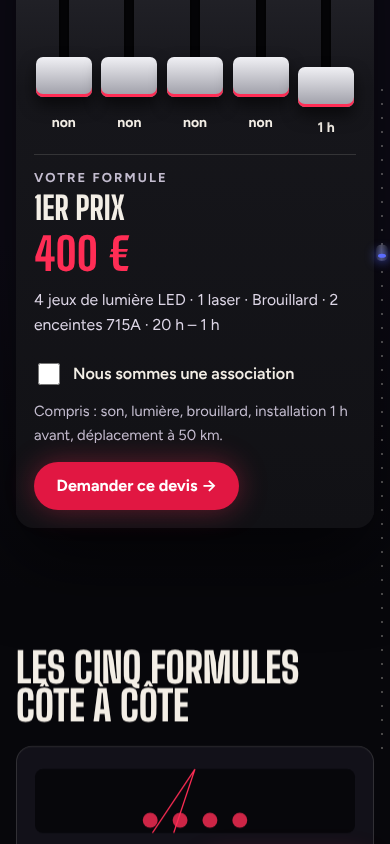 non non non non 1 h
VOTRE FORMULE
1ER PRIX
400 €
4 jeux de lumière LED · 1 laser · Brouillard · 2
enceintes 715A · 20 h – 1 h
Nous sommes une association
Compris : son, lumière, brouillard, installation 1 h
avant, déplacement à 50 km.
Demander ce devis →
LES CINQ FORMULES
CÔTE À CÔTE